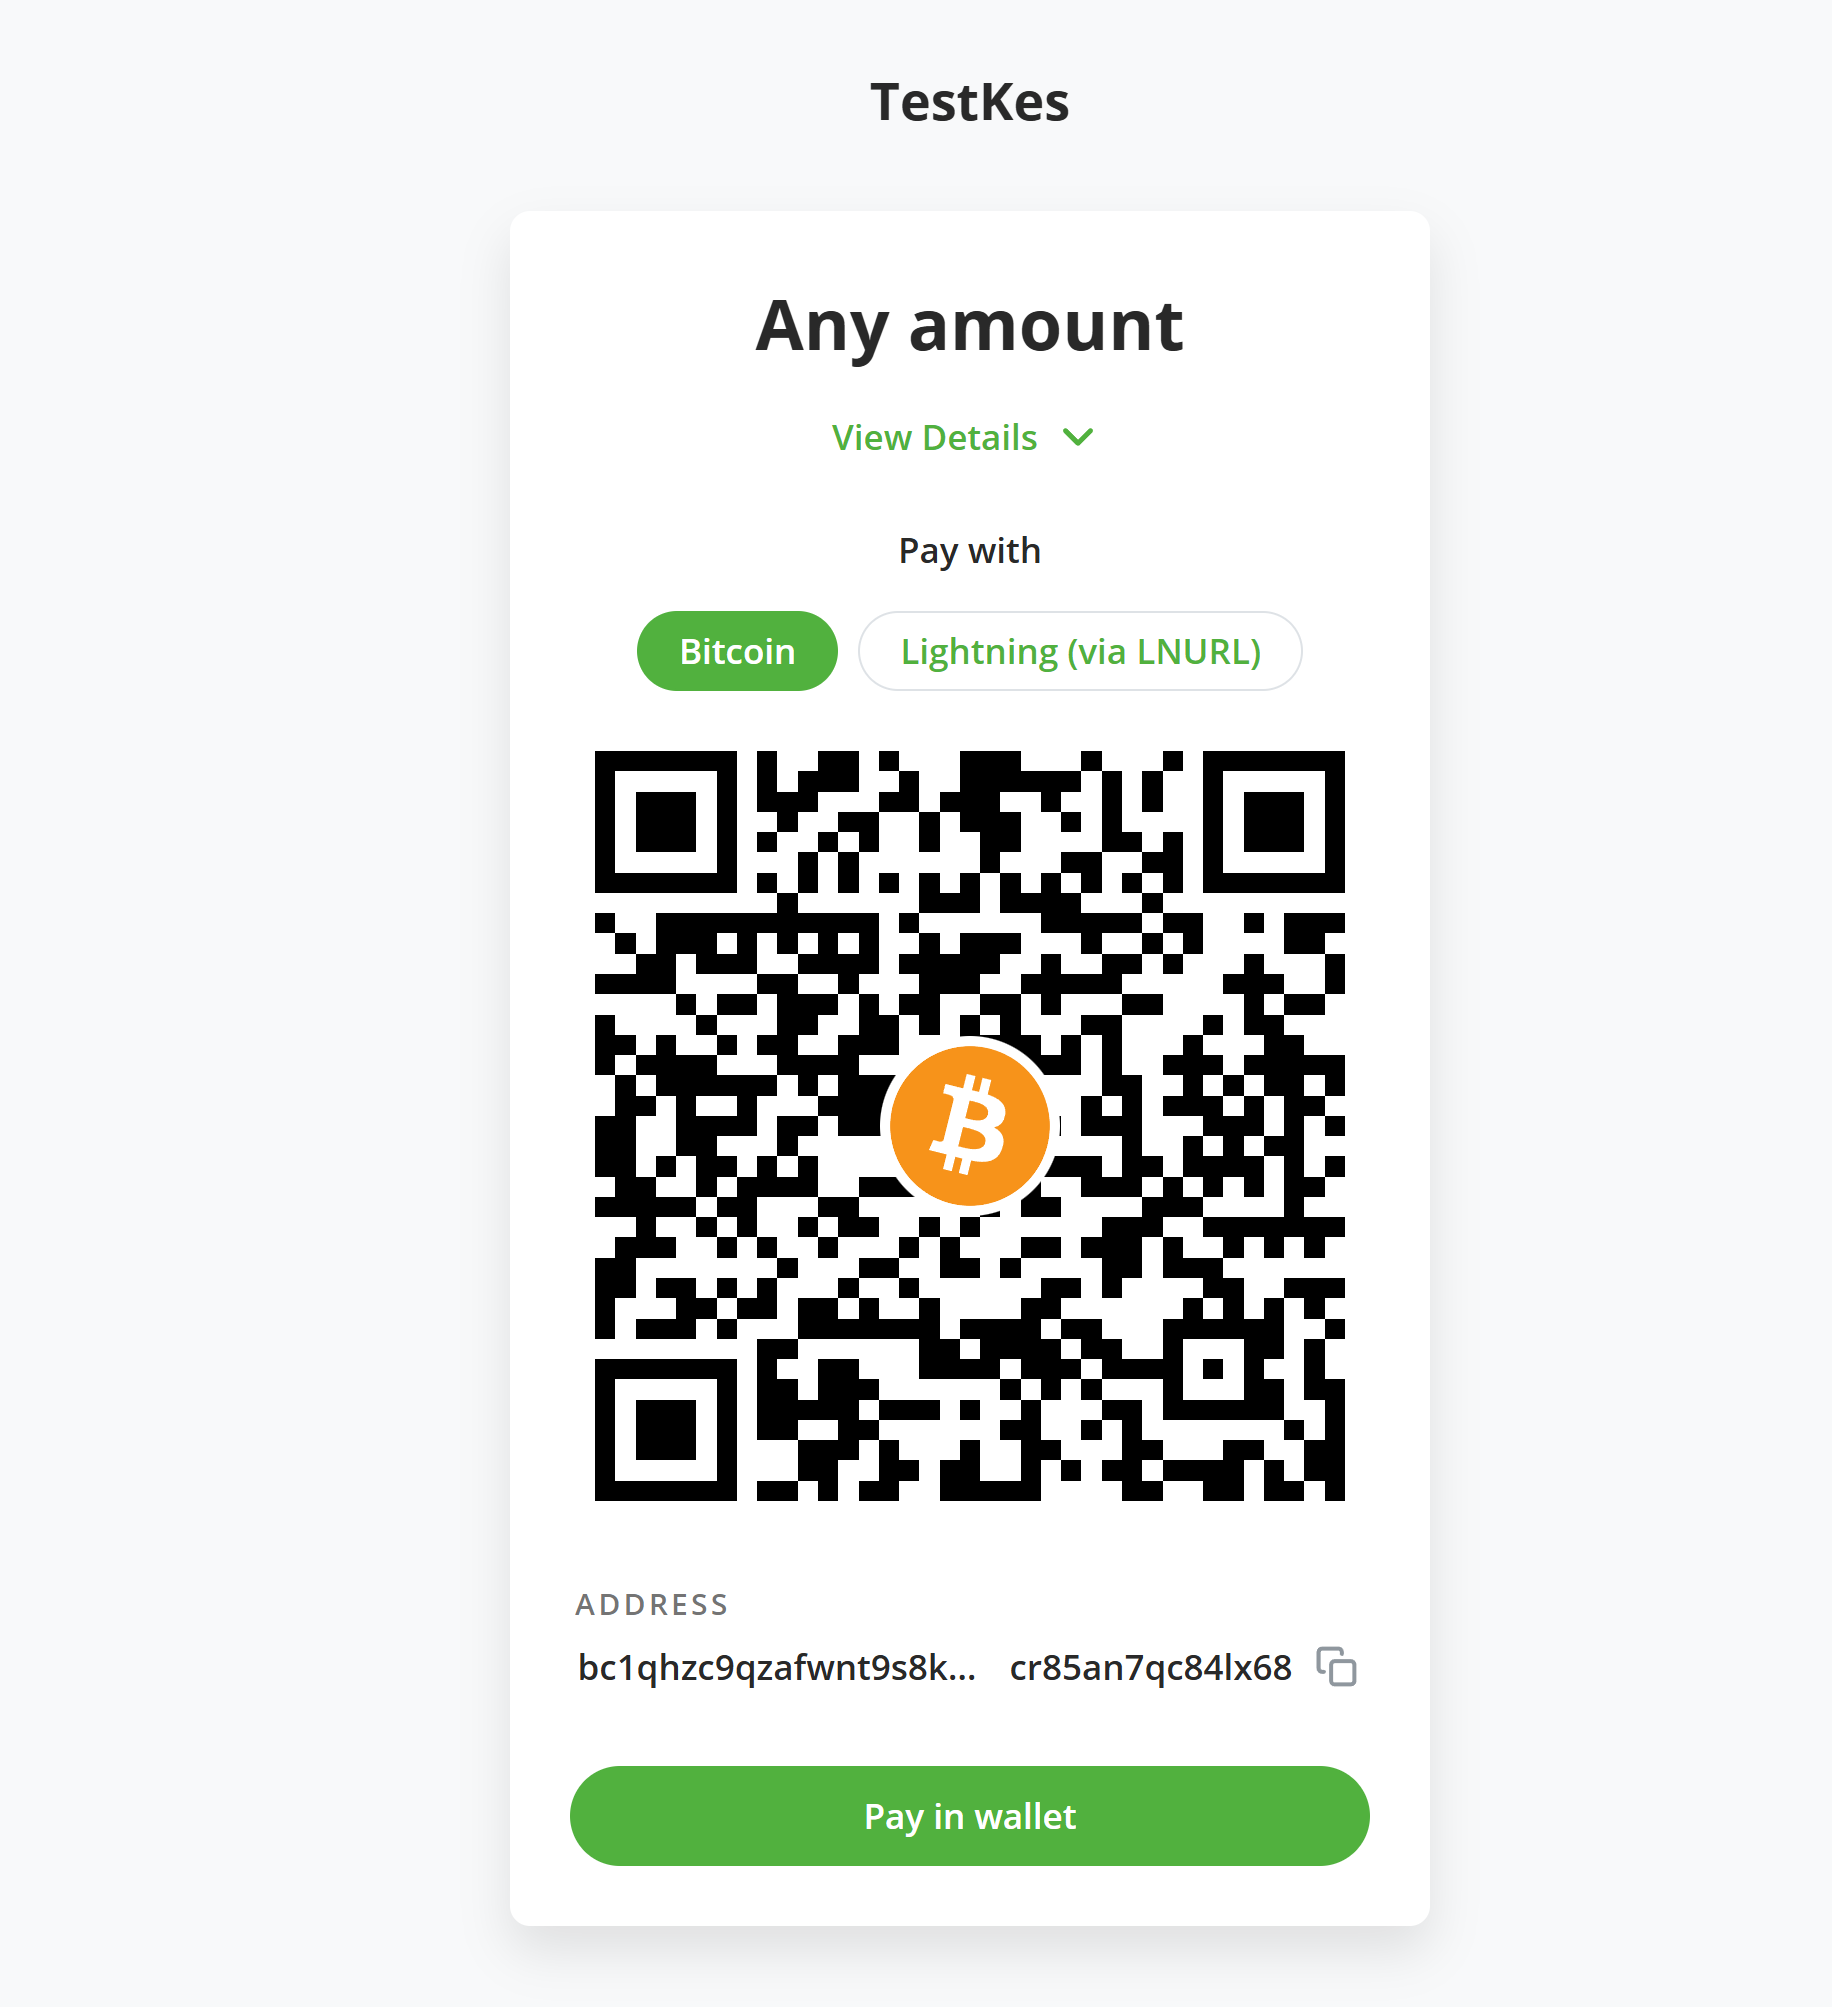 TestKes
Any amount
View Details
Pay with
Bitcoin
Lightning (via LNURL)
ADDRESS
bc1qhzc9qzafwnt9s8k... cr85an7qc84lx68
Pay in wallet